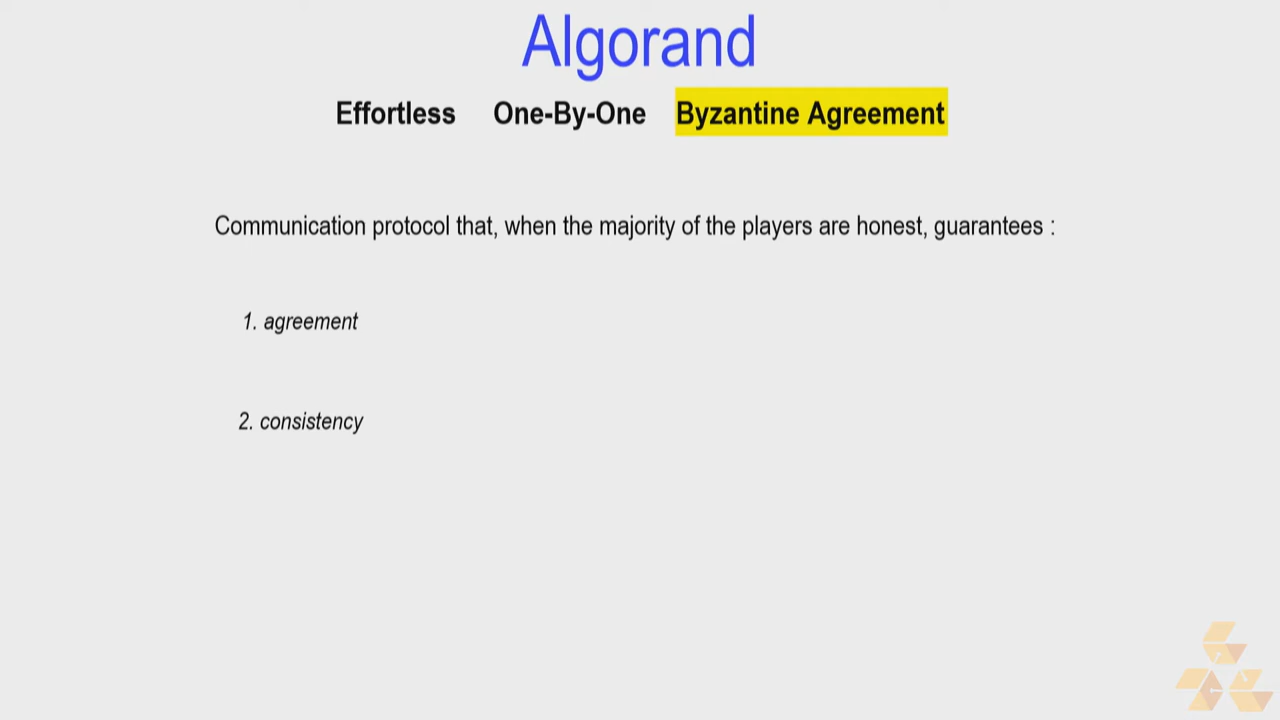 Algorand
Effortless One-By-One Byzantine Agreement
Communication protocol that, when the majority of the players are honest, guarantees :
1. agreement
2. consistency